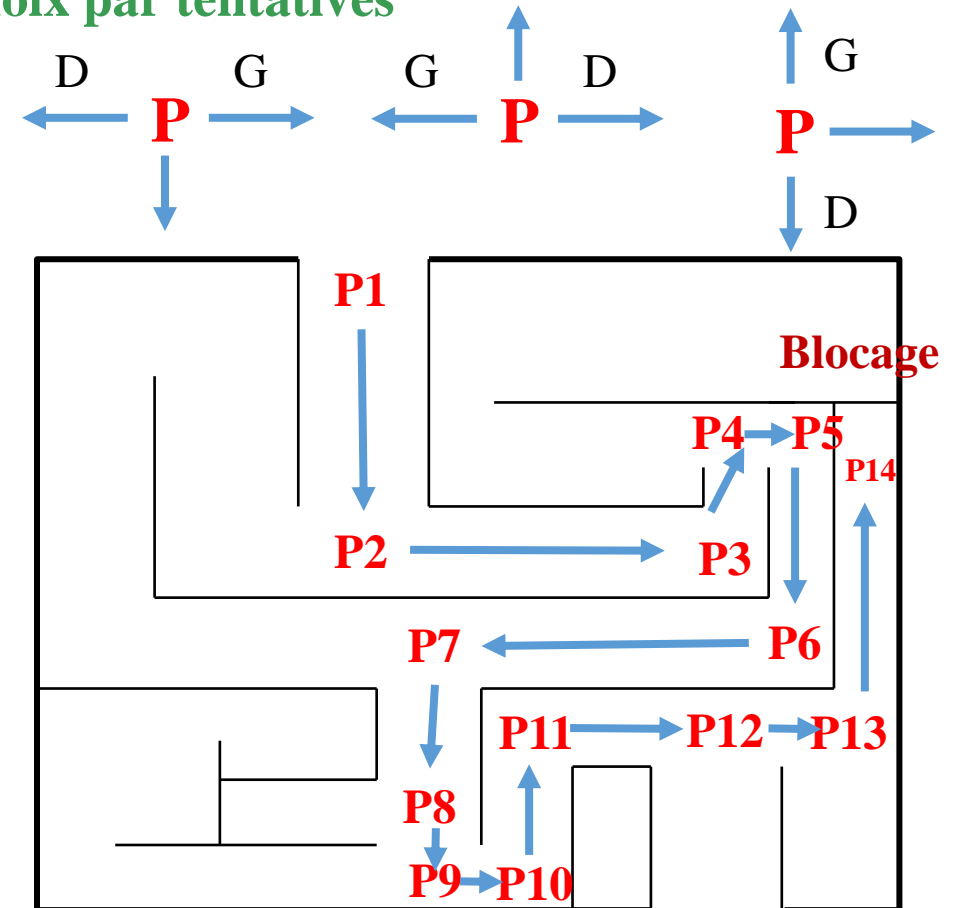 oix par tentatives
D G G D G
P P P
D
P1
Blocage
P4 P5
P14
P2 P3
P7 P6
P11 P12 P13
P8
P9 P10